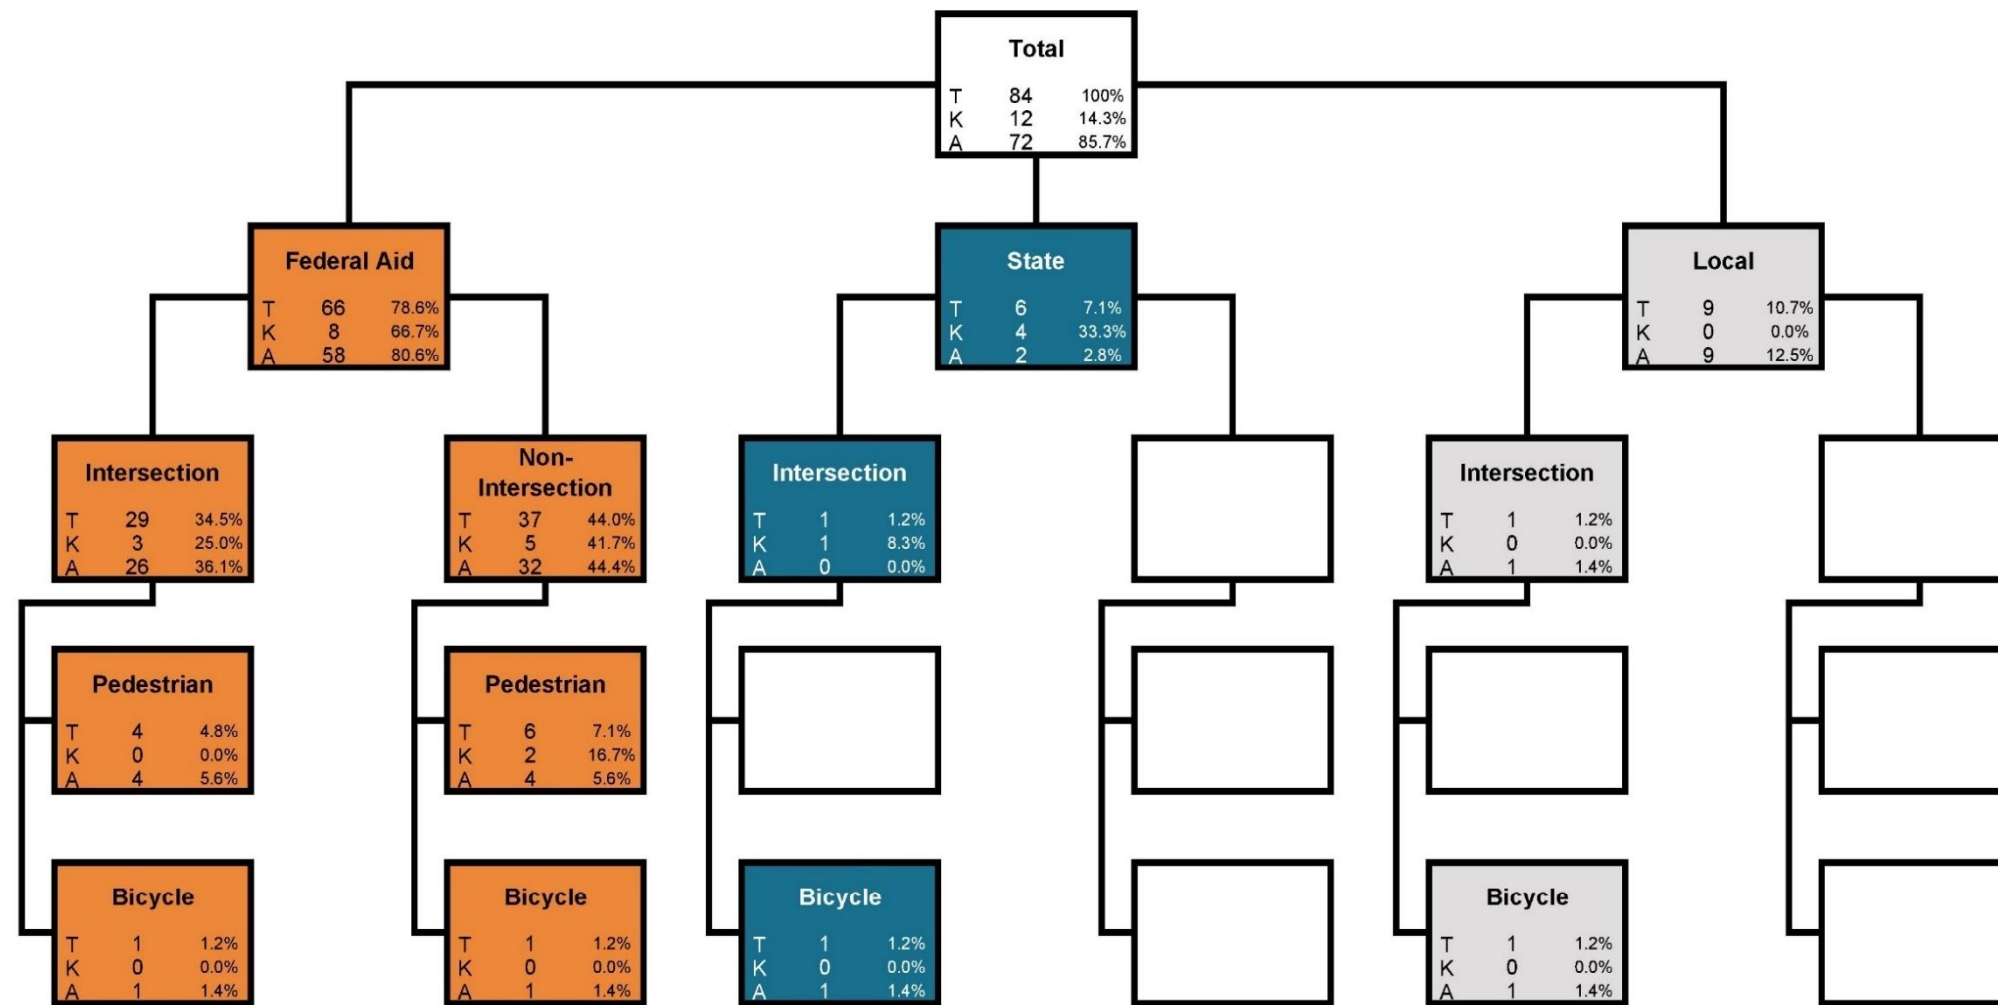 Total
T 84 100%
K 12 14.3%
A 72 85.7%
Federal Aid
T 66 78.6%
K 8 66.7%
A 58 80.6%
State
T 6 7.1%
K 4 33.3%
A 2 2.8%
Local
T 9 10.7%
K 0 0.0%
A 9 12.5%
Intersection
T 29 34.5%
K 3 25.0%
A 26 36.1%
Non-
Intersection
T 37 44.0%
K 5 41.7%
A 32 44.4%
Intersection
T 1 1.2%
K 1 8.3%
A 0 0.0%
Intersection
T 1 1.2%
K 0 0.0%
A 1 1.4%
Pedestrian
T 4 4.8%
K 0 0.0%
A 4 5.6%
Pedestrian
T 6 7.1%
K 2 16.7%
A 4 5.6%
Bicycle
T 1 1.2%
K 0 0.0%
A 1 1.4%
Bicycle
T 1 1.2%
K 0 0.0%
A 1 1.4%
Bicycle
T 1 1.2%
K 0 0.0%
A 1 1.4%
Bicycle
T 1 1.2%
K 0 0.0%
A 1 1.4%